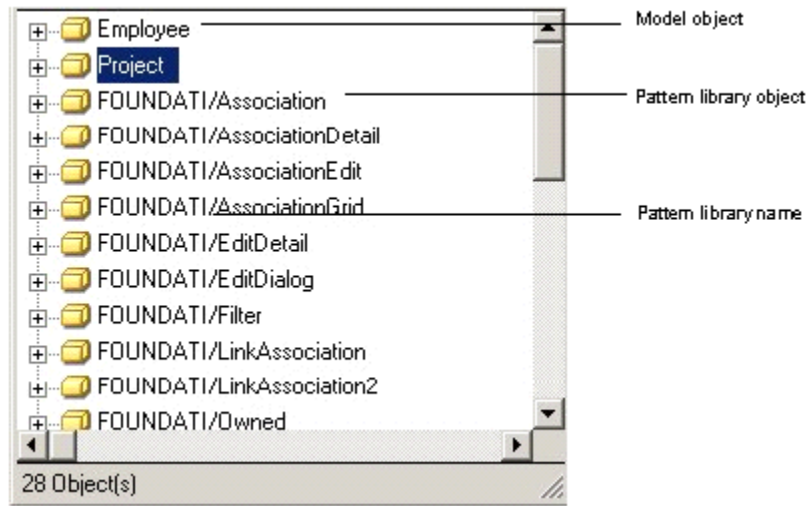 Employee
Model object
Project
FOUNDATI/Association
Pattern library object
FOUNDATI/AssociationDetail
FOUNDATI/AssociationEdit
FOUNDATI/AssociationGrid
Pattern library name
FOUNDATI/EditDetail
FOUNDATI/EditDialog
FOUNDATI/Filter
FOUNDATI/LinkAssociation
FOUNDATI/LinkAssociation2
FOUNDATI/Owned
28 Object(s)